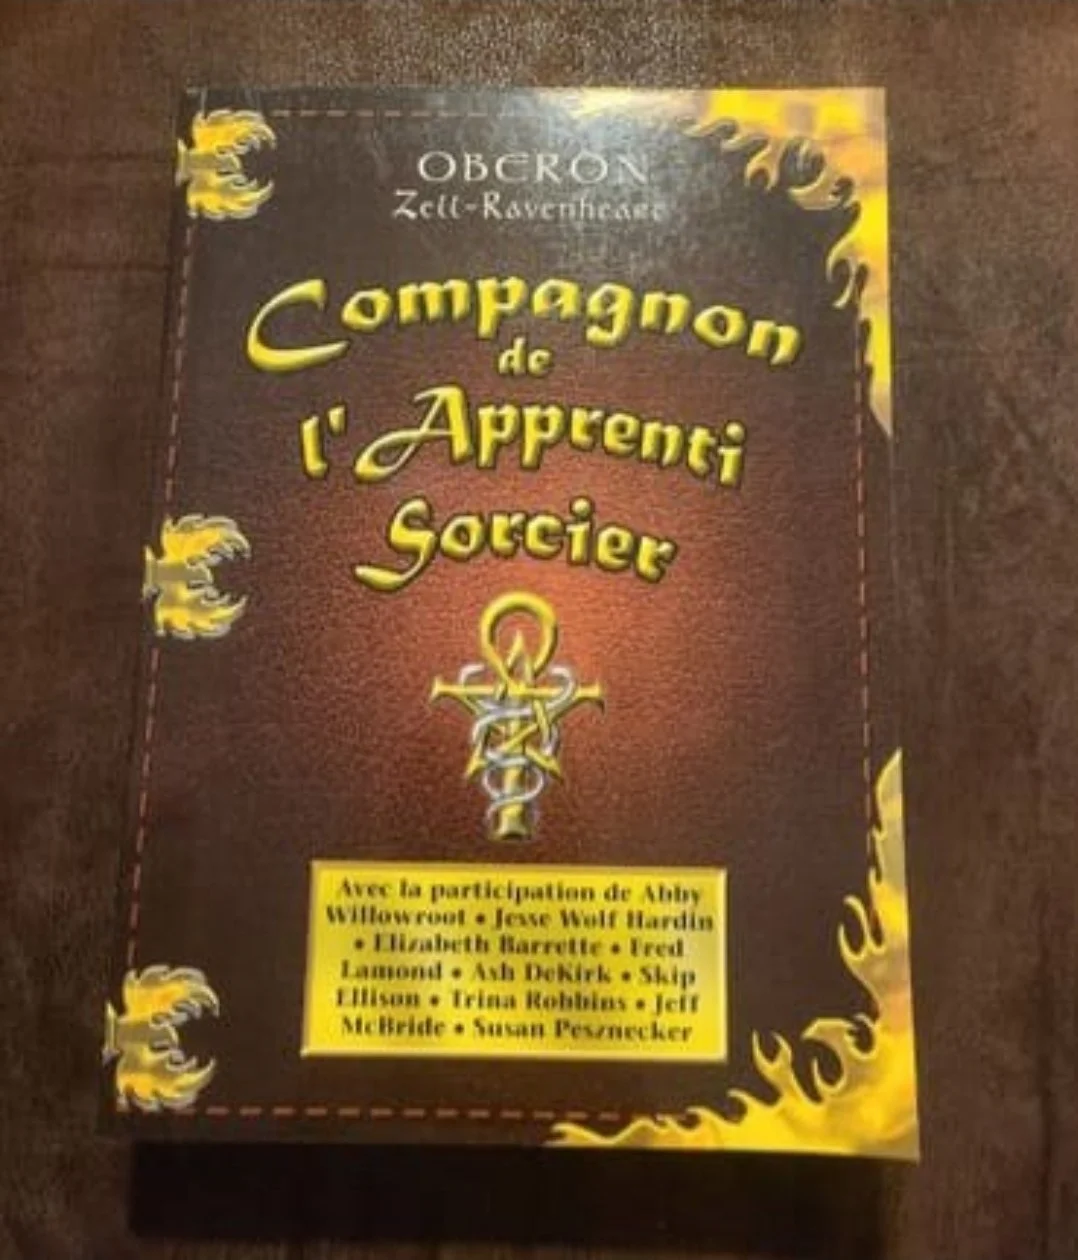 OBERON
Zell-Ravenheart
Compagnon
de
l'Apprenti
Sorcier
Avec la participation de Abby
Willowroot • Jesse Wolf Hardin
• Elizabeth Barrette • Fred
Lamond • Ash DeKirk • Skip
Ellison • Trina Robbins • Jeff
McBride • Susan Pesznecker